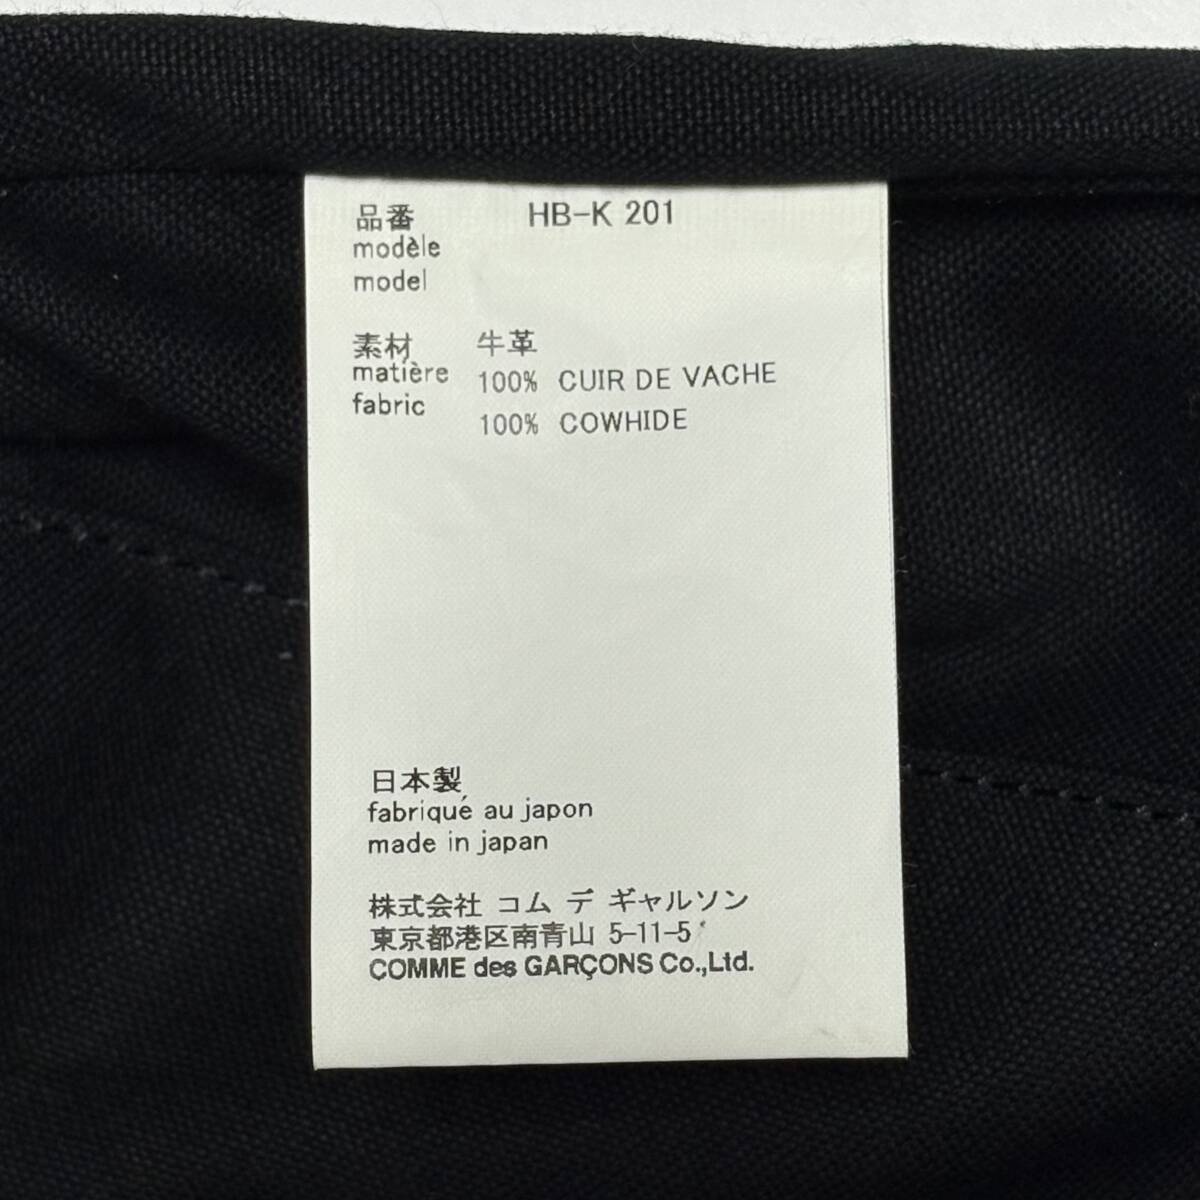 品番 HB-K 201
modèle
model
素材 牛革
matière 100% CUIR DE VACHE
fabric 100% COWHIDE
日本製
fabriqué au japon
made in japan
株式会社 コム デ ギャルソン
東京都港区南青山 5-11-5
COMME des GARÇONS Co.,Ltd.